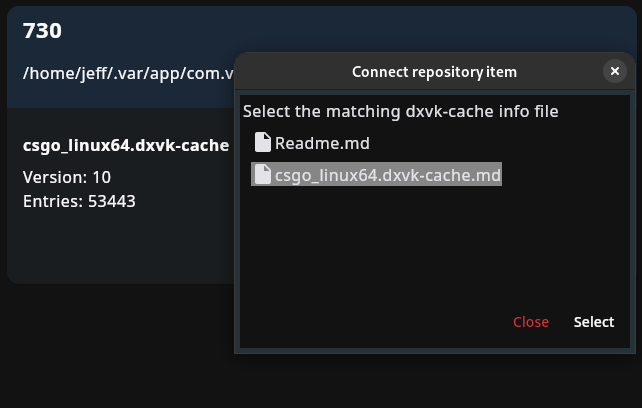 730
/home/jeff/.var/app/com.v
Connect repository item
Select the matching dxvk-cache info file
Readme.md
csgo_linux64.dxvk-cache.md
csgo_linux64.dxvk-cache
Version: 10
Entries: 53443
Close Select